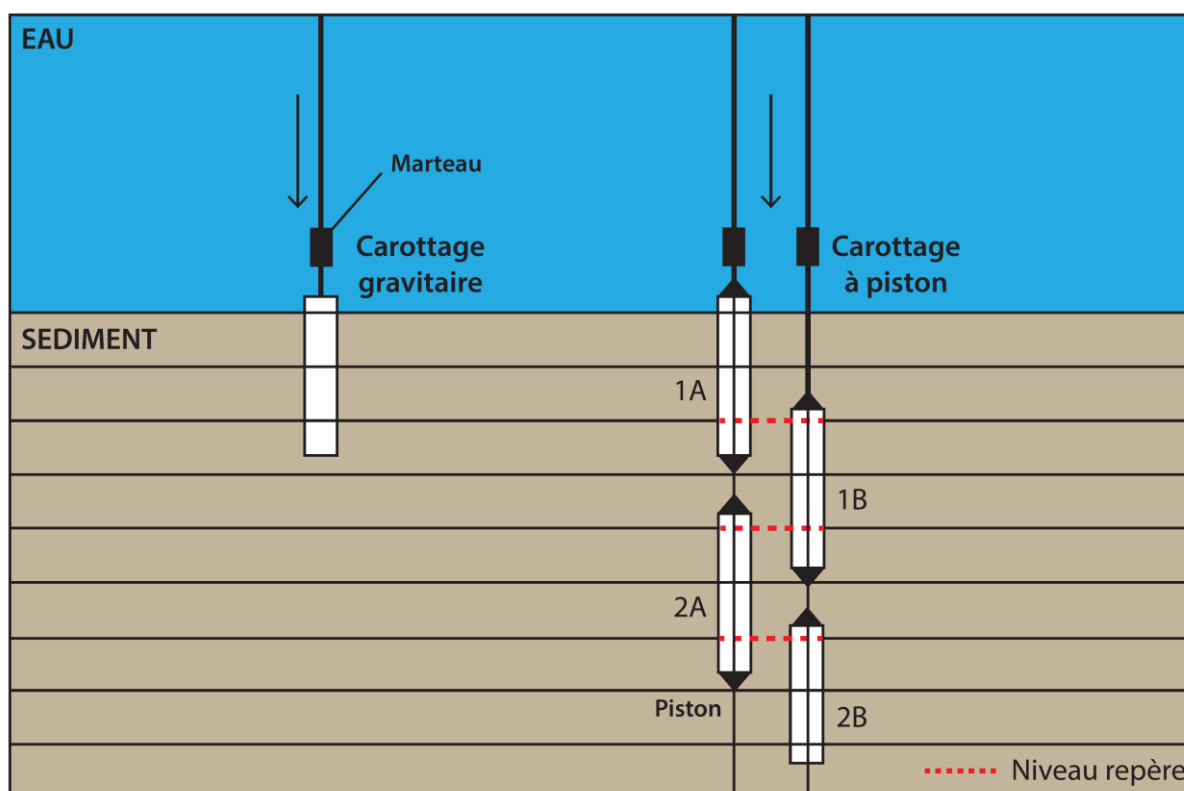 EAU
Marteau
Carottage
gravitaire
Carottage
à piston
SEDIMENT
1A
1B
2A
Piston
2B
Niveau repère